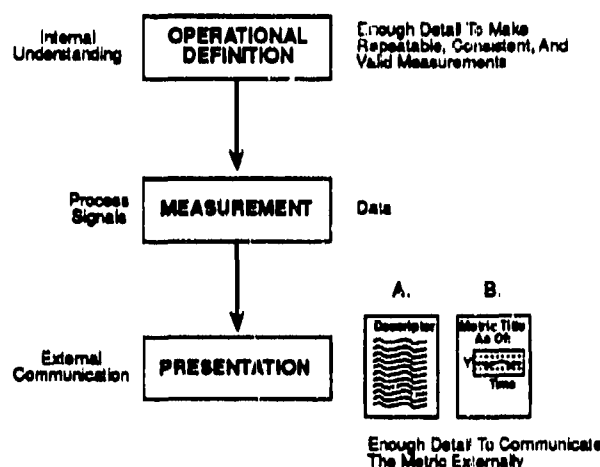 Internal
Understanding
OPERATIONAL
DEFINITION
Enough Detail To Make
Repeatable, Consistent, And
Valid Measurements
Process
Signals
MEASUREMENT
Data
External
Communication
PRESENTATION
A.
B.
Descriptor
Metric Title
As Of:
Y
Time
Enough Detail To Communicate
The Metric Externally